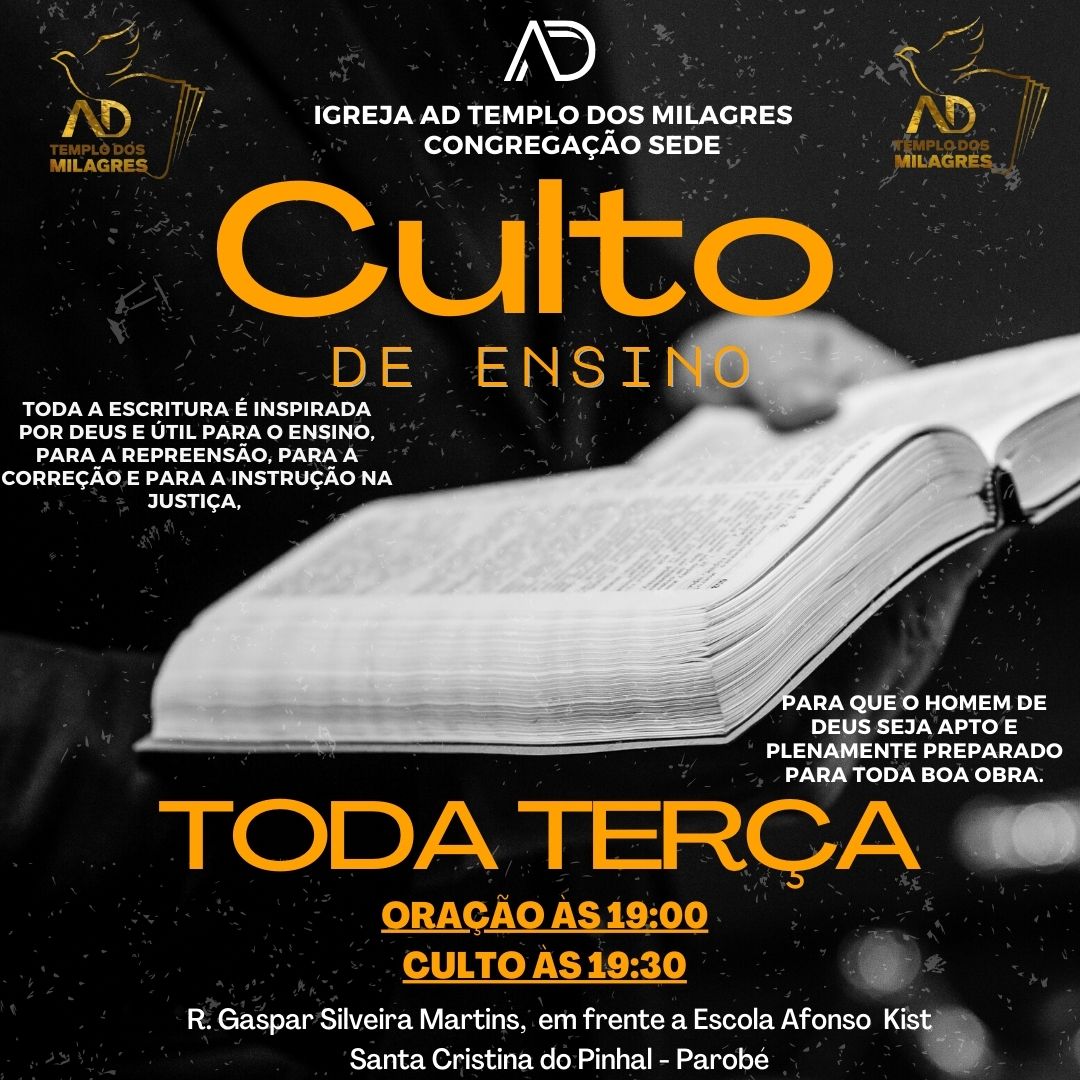 AD
AD
TEMPLO DOS
MILAGRES
AD
TEMPLO DOS
MILAGRES
IGREJA AD TEMPLO DOS MILAGRES
CONGREGAÇÃO SEDE
Culto
DE ENSINO
TODA A ESCRITURA É INSPIRADA
POR DEUS E ÚTIL PARA O ENSINO,
PARA A REPREENSÃO, PARA A
CORREÇÃO E PARA A INSTRUÇÃO NA
JUSTIÇA,
PARA QUE O HOMEM DE
DEUS SEJA APTO E
PLENAMENTE PREPARADO
PARA TODA BOA OBRA.
TODA TERÇA
ORAÇÃO ÀS 19:00
CULTO ÀS 19:30
R. Gaspar Silveira Martins, em frente a Escola Afonso Kist
Santa Cristina do Pinhal - Parobé